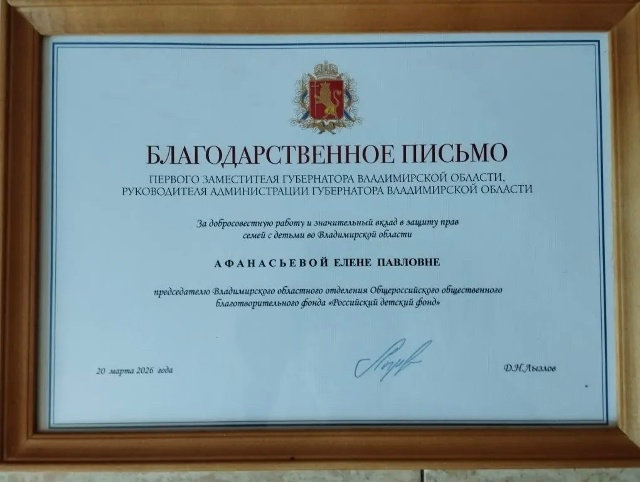 БЛАГОДАРСТВЕННОЕ ПИСЬМО
ПЕРВОГО ЗАМЕСТИТЕЛЯ ГУБЕРНАТОРА ВЛАДИМИРСКОЙ ОБЛАСТИ,
РУКОВОДИТЕЛЯ АДМИНИСТРАЦИИ ГУБЕРНАТОРА ВЛАДИМИРСКОЙ ОБЛАСТИ
За добросовестную работу и значительный вклад в защиту прав
семей с детьми во Владимирской области
АФАНАСЬЕВОЙ ЕЛЕНЕ ПАВЛОВНЕ
председателю Владимирского областного отделения Общероссийского общественного
благотворительного фонда «Российский детский фонд»
20 марта 2026 года
Д.Н.Лызлов